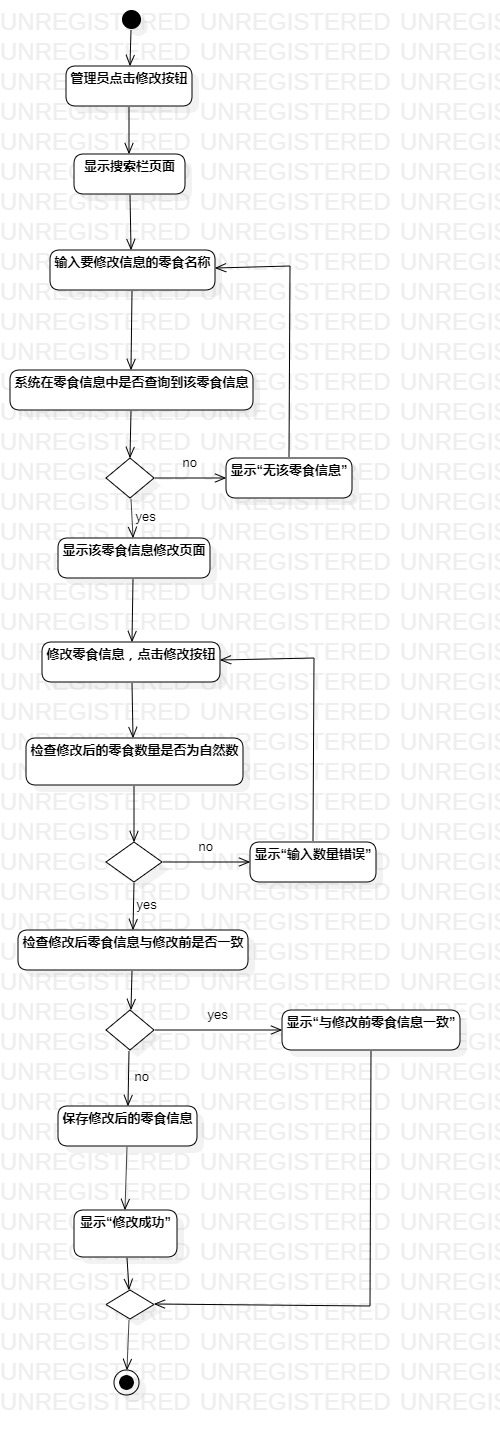 管理员点击修改按钮
显示搜索栏页面
输入要修改信息的零食名称
系统在零食信息中是否查询到该零食信息
no
显示“无该零食信息”
yes
显示该零食信息修改页面
修改零食信息，点击修改按钮
检查修改后的零食数量是否为自然数
no
显示“输入数量错误”
yes
检查修改后零食信息与修改前是否一致
yes
显示“与修改前零食信息一致”
no
保存修改后的零食信息
显示“修改成功”
UNREGISTERED UNREGISTERED UNREGISTERED